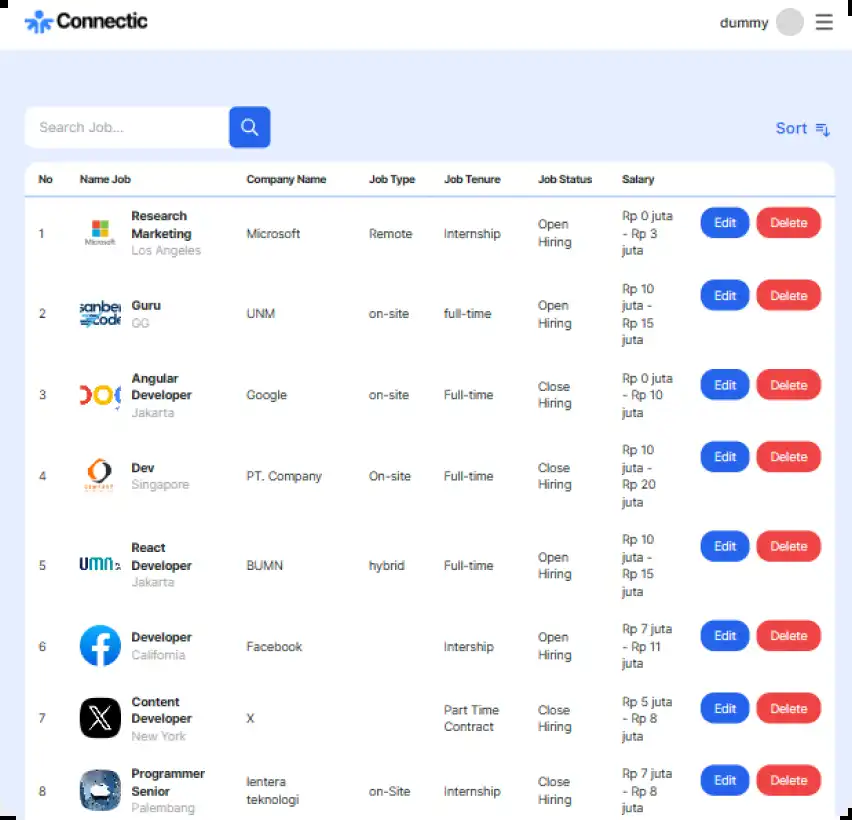 Connectic
dummy
Search Job...
Sort
No Name Job Company Name Job Type Job Tenure Job Status Salary
1 Microsoft Research Marketing Los Angeles Microsoft Remote Internship Open Hiring Rp 0 juta - Rp 3 juta Edit Delete
2 sanber code Guru GG UNM on-site full-time Open Hiring Rp 10 juta - Rp 15 juta Edit Delete
3 Angular Developer Jakarta Google on-site Full-time Close Hiring Rp 0 juta - Rp 10 juta Edit Delete
4 Dev Singapore PT. Company On-site Full-time Close Hiring Rp 10 juta - Rp 20 juta Edit Delete
5 umn React Developer Jakarta BUMN hybrid Full-time Open Hiring Rp 10 juta - Rp 15 juta Edit Delete
6 Developer California Facebook Intership Open Hiring Rp 7 juta - Rp 11 juta Edit Delete
7 Content Developer New York X Part Time Contract Close Hiring Rp 5 juta - Rp 8 juta Edit Delete
8 Programmer Senior Palembang lentera teknologi on-Site Internship Close Hiring Rp 7 juta - Rp 8 juta Edit Delete